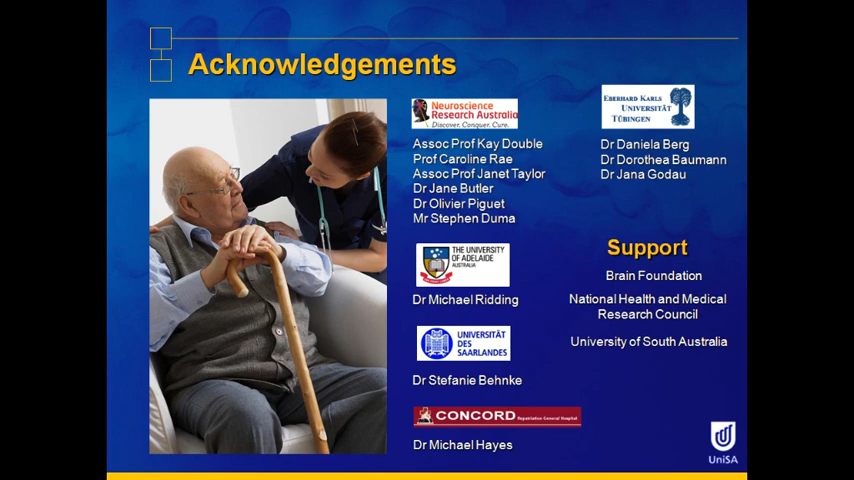 Acknowledgements
Neuroscience
Research Australia
Discover. Conquer. Cure.
Assoc Prof Kay Double
Prof Caroline Rae
Assoc Prof Janet Taylor
Dr Jane Butler
Dr Olivier Piguet
Mr Stephen Duma
THE UNIVERSITY
OF ADELAIDE
AUSTRALIA
Dr Michael Ridding
UNIVERSITÄT
DES
SAARLANDES
Dr Stefanie Behnke
CONCORD Repatriation General Hospital
Dr Michael Hayes
EBERHARD KARLS
UNIVERSITÄT
TÜBINGEN
Dr Daniela Berg
Dr Dorothea Baumann
Dr Jana Godau
Support
Brain Foundation
National Health and Medical
Research Council
University of South Australia
UniSA